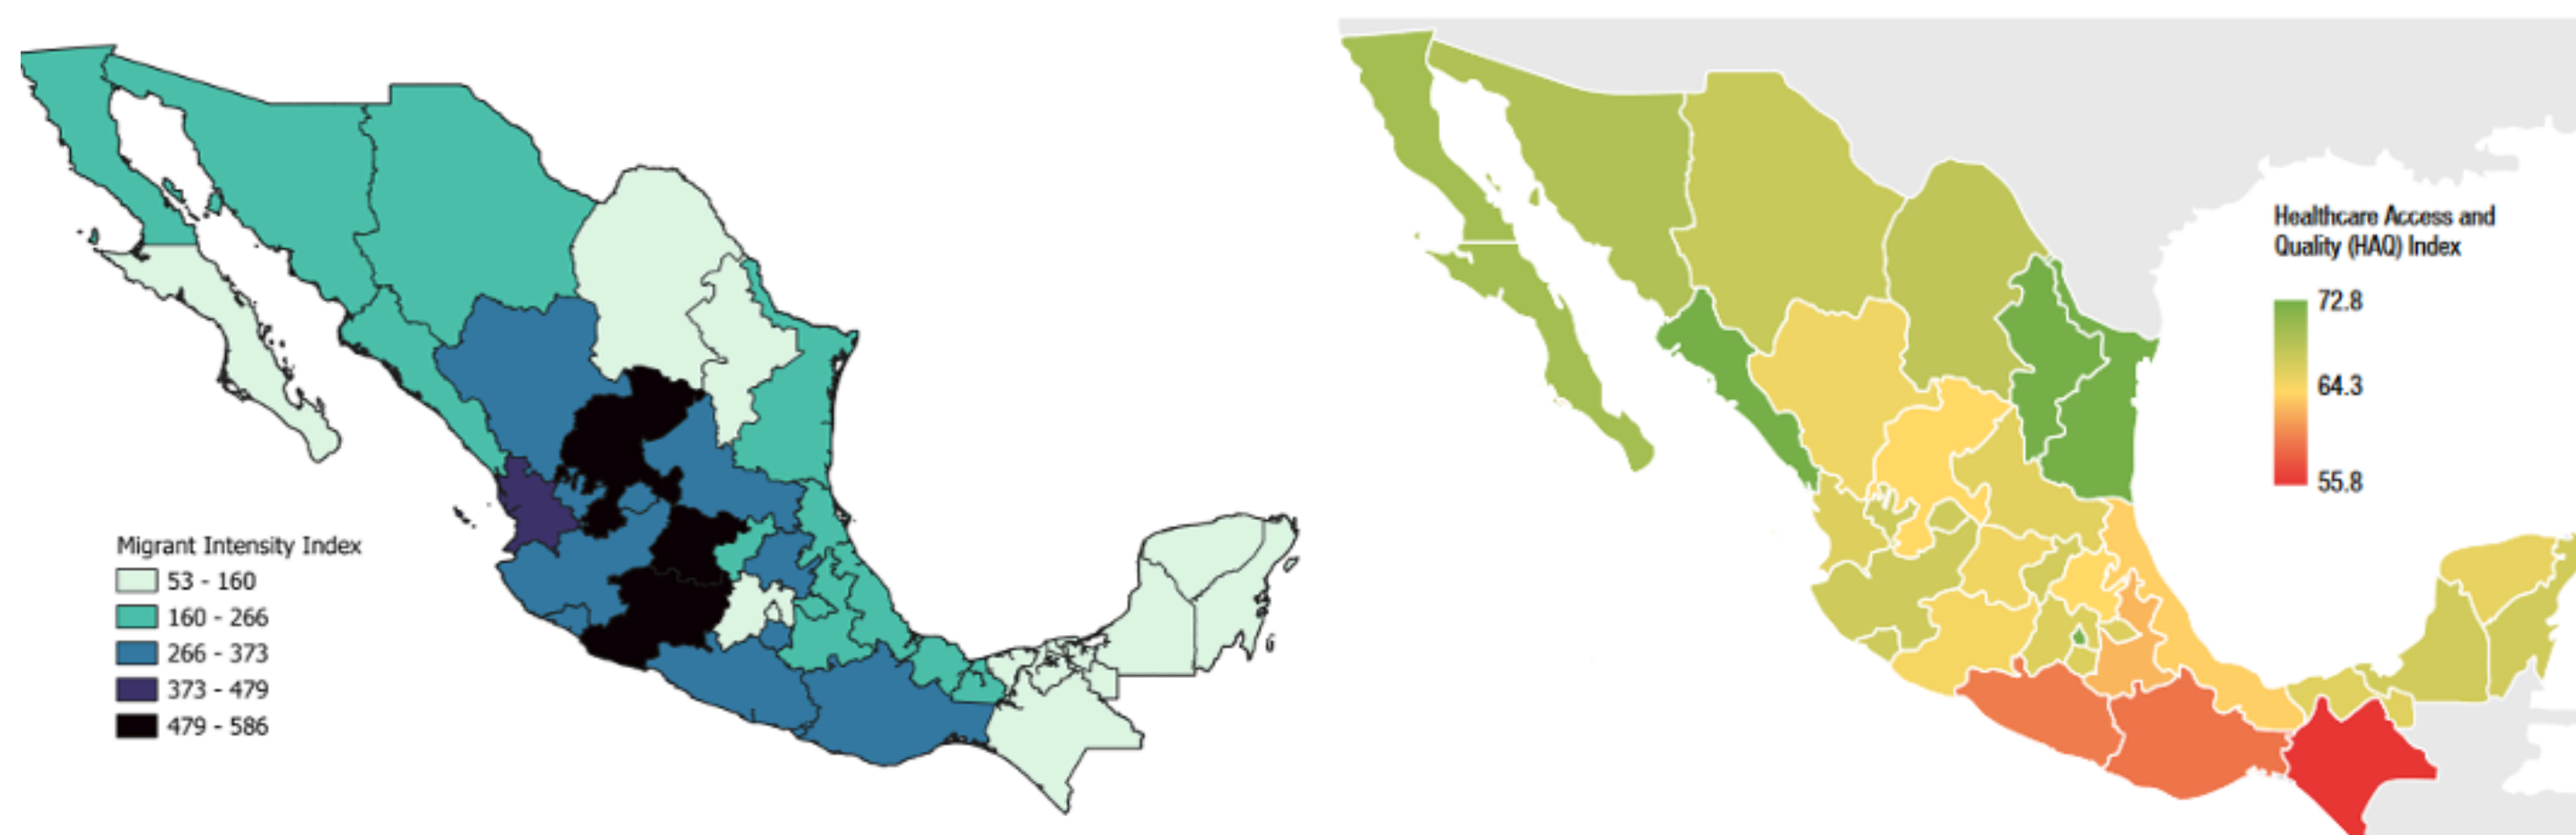 Migrant Intensity Index
53 - 160
160 - 266
266 - 373
373 - 479
479 - 586
Healthcare Access and
Quality (HAQ) Index
72.8
64.3
55.8